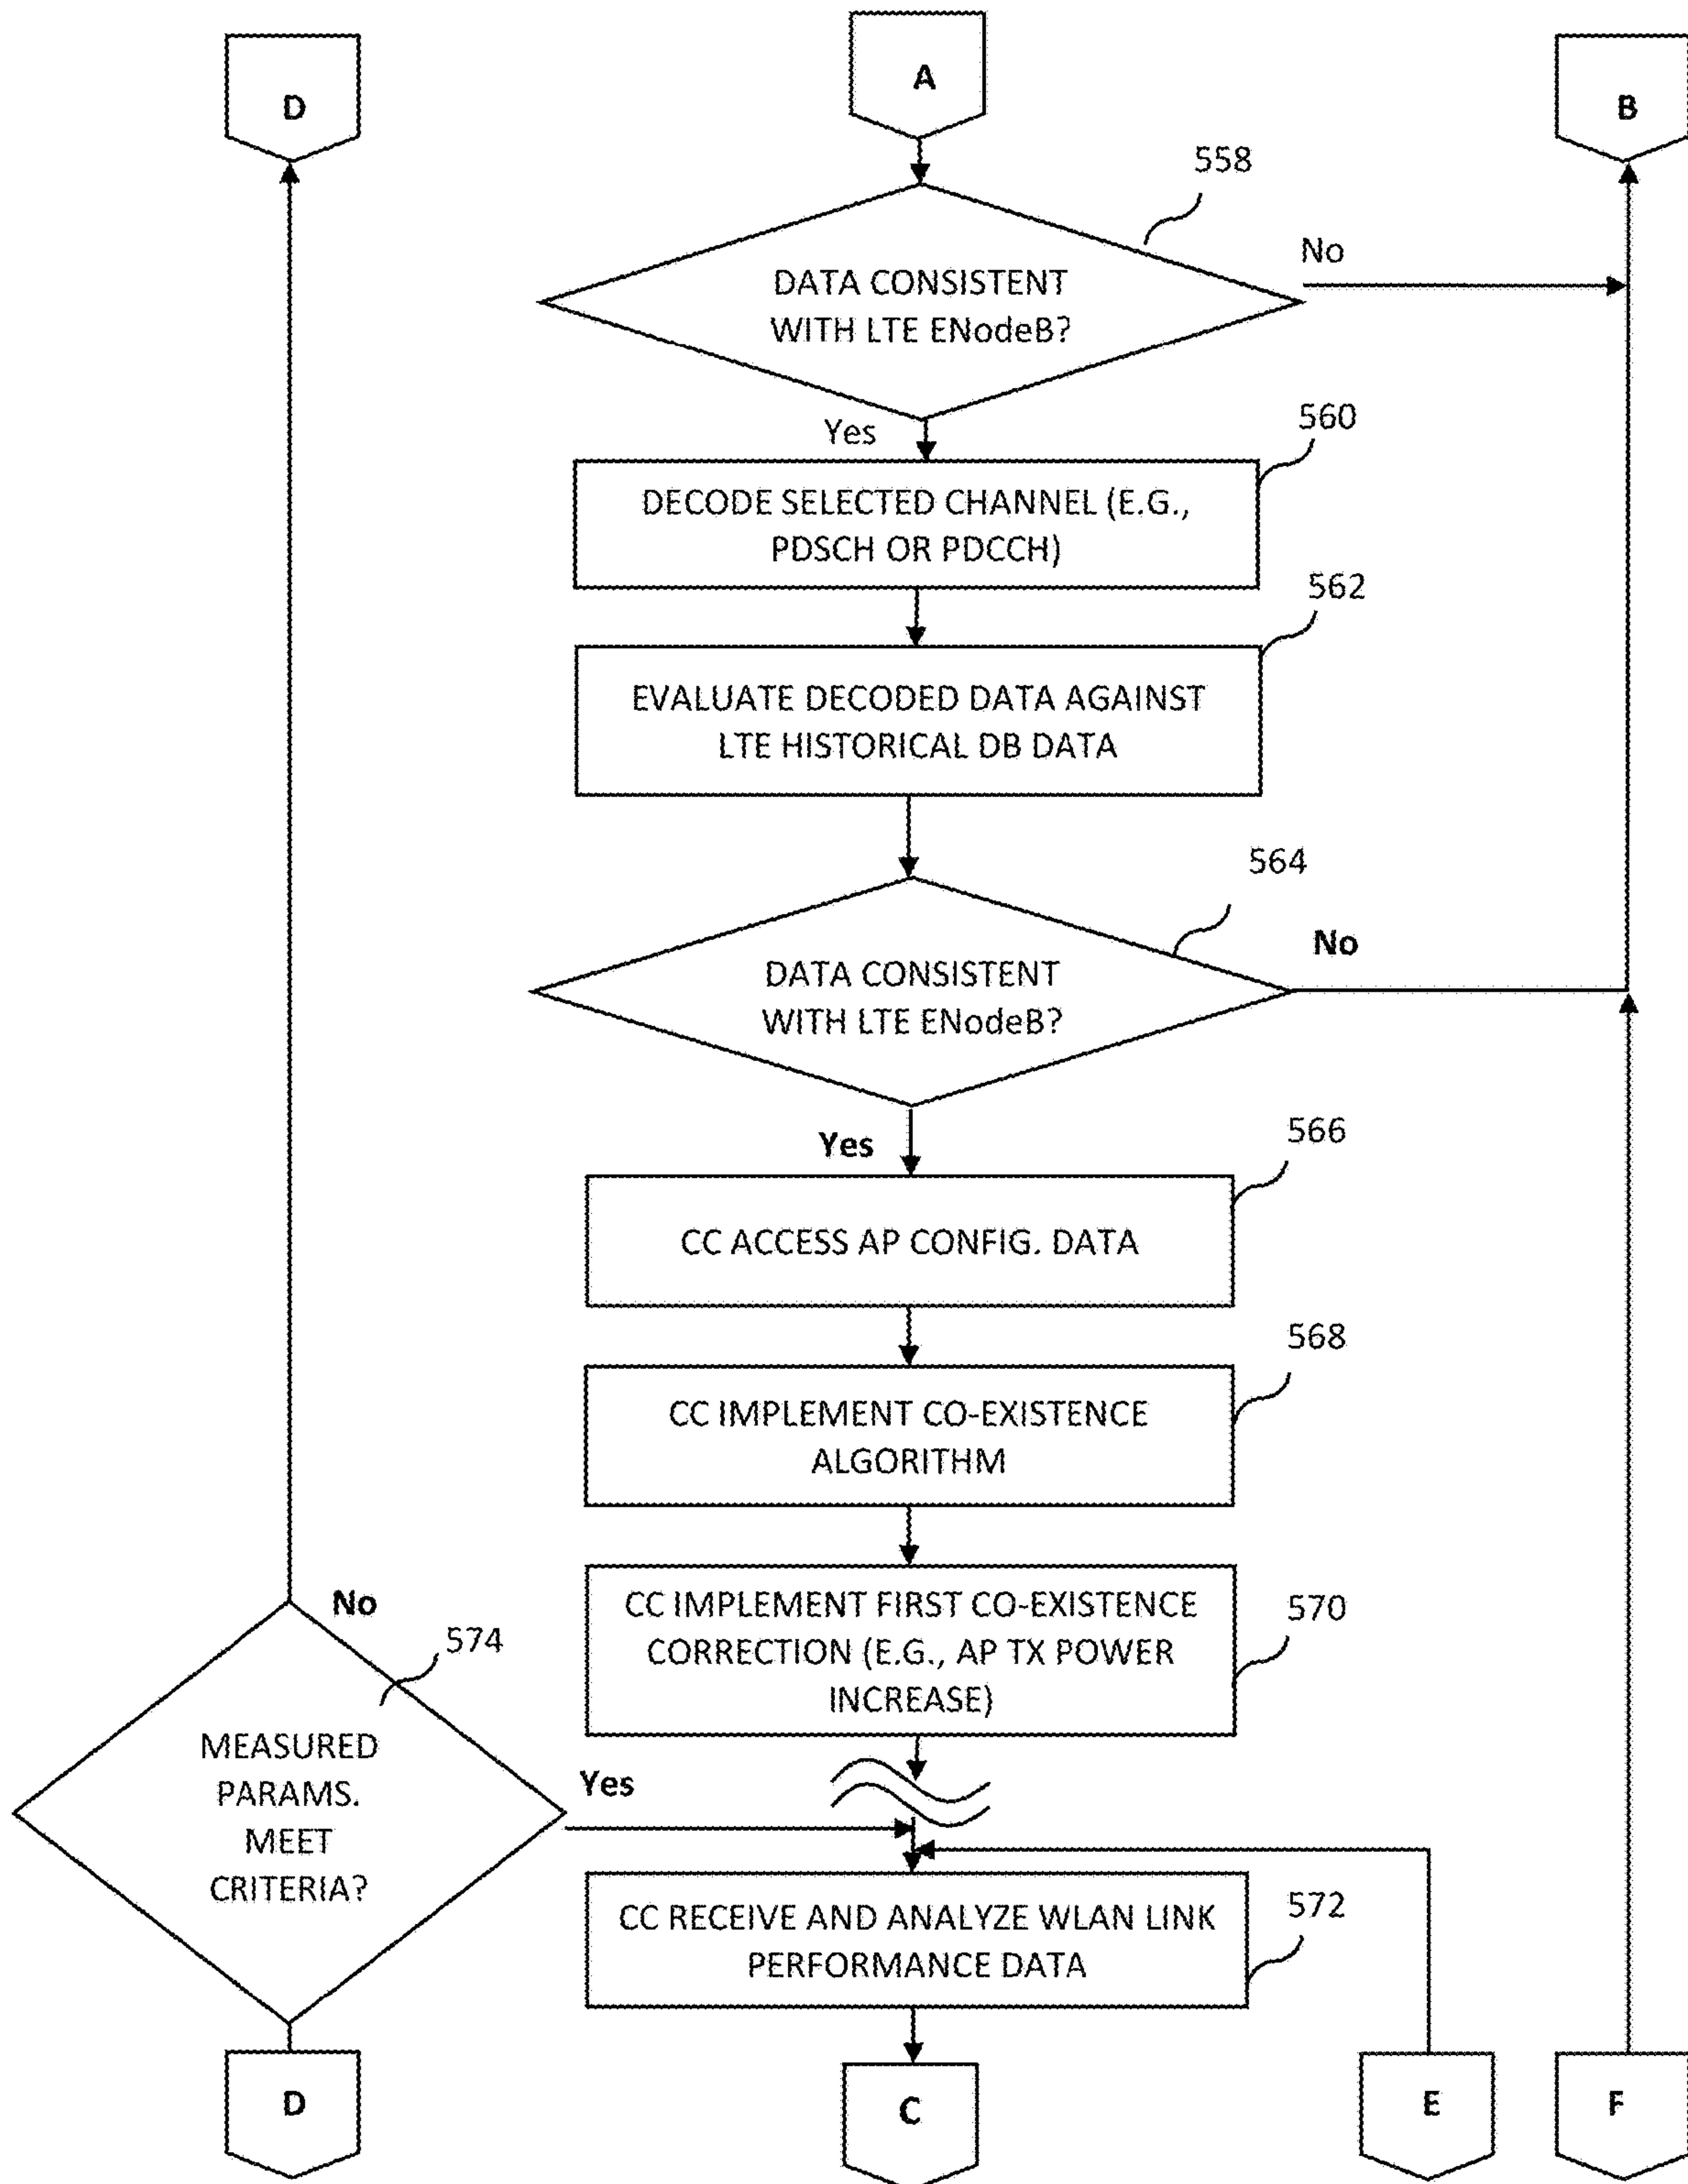 D
A
B
558
DATA CONSISTENT
WITH LTE ENodeB?
No
Yes
560
DECODE SELECTED CHANNEL (E.G.,
PDSCH OR PDCCH)
562
EVALUATE DECODED DATA AGAINST
LTE HISTORICAL DB DATA
564
DATA CONSISTENT
WITH LTE ENodeB?
No
Yes
566
CC ACCESS AP CONFIG. DATA
568
CC IMPLEMENT CO-EXISTENCE
ALGORITHM
570
CC IMPLEMENT FIRST CO-EXISTENCE
CORRECTION (E.G., AP TX POWER
INCREASE)
No
574
MEASURED
PARAMS.
MEET
CRITERIA?
Yes
572
CC RECEIVE AND ANALYZE WLAN LINK
PERFORMANCE DATA
D
C
E
F